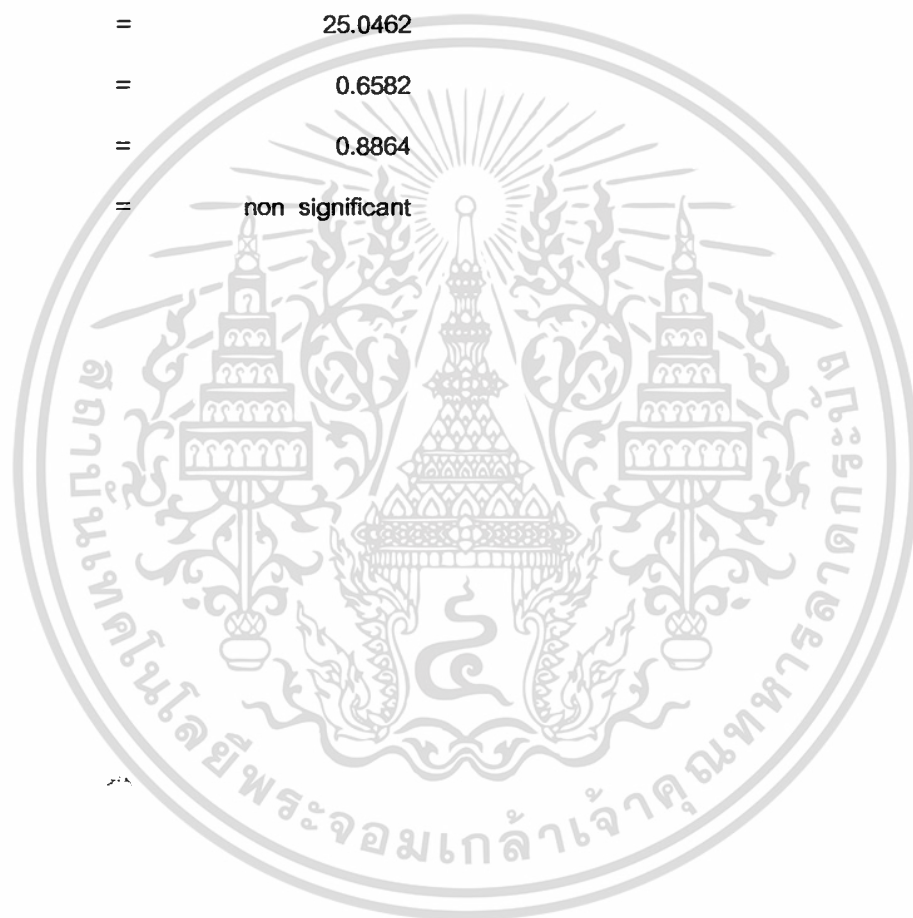 = 25.0462
= 0.6582
= 0.8864
= non significant
สถาบันเทคโนโลยีพระจอมเกล้าเจ้าคุณทหารลาดกระบัง
๔